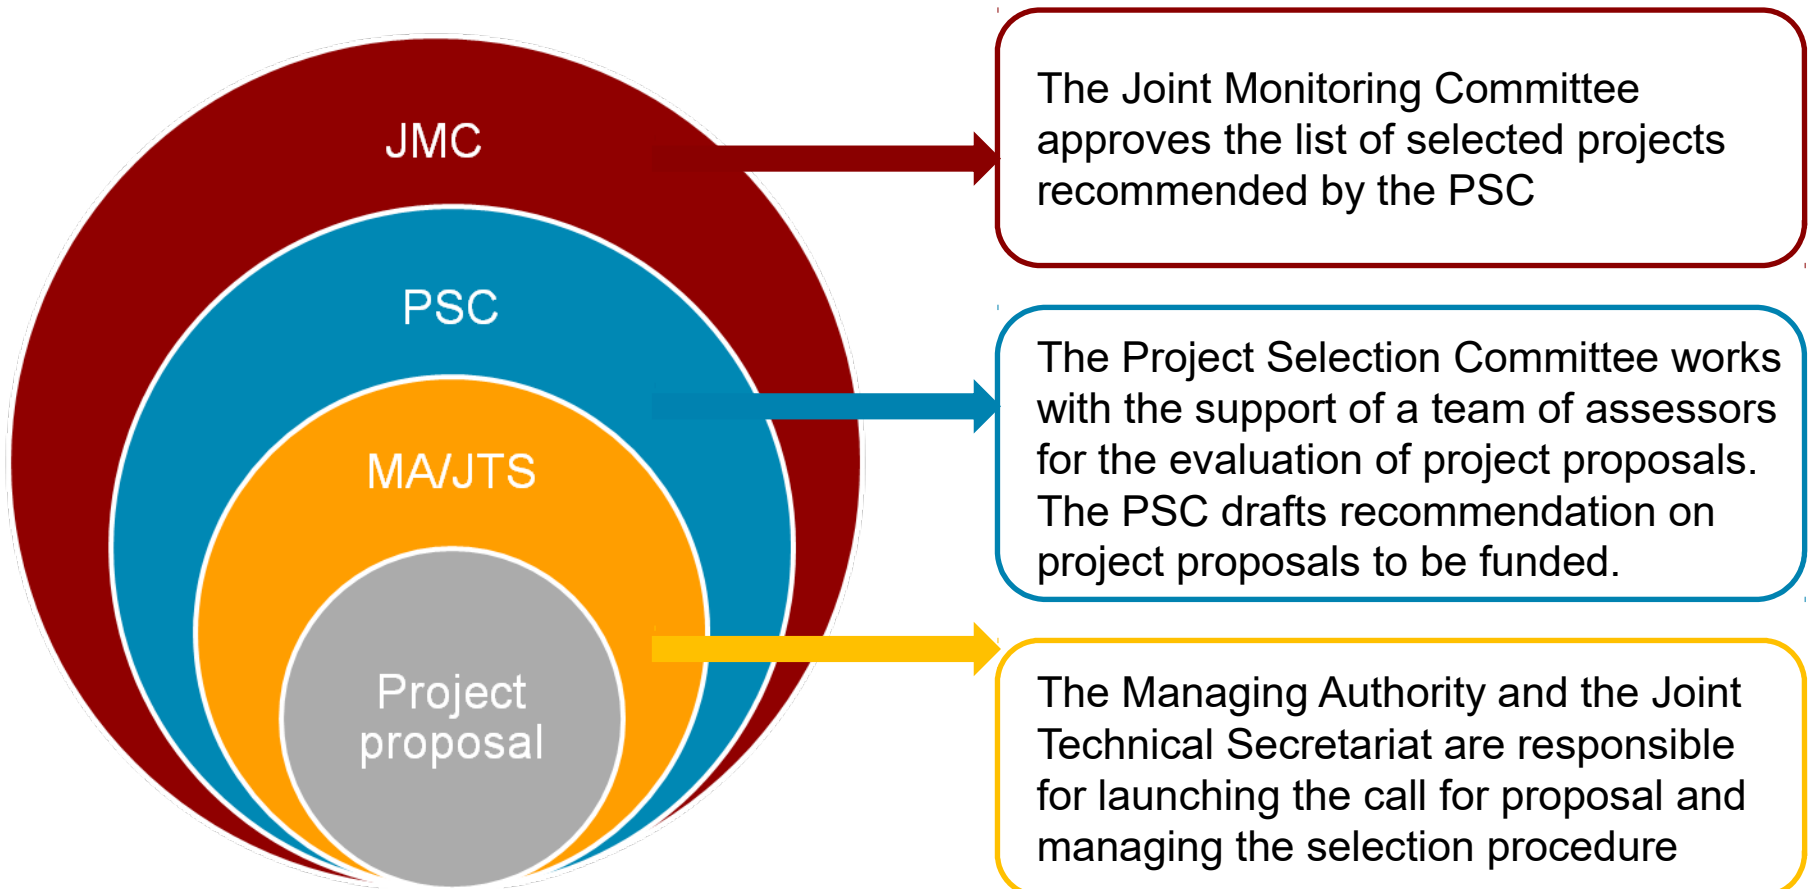 JMC
The Joint Monitoring Committee
approves the list of selected projects
recommended by the PSC
PSC
The Project Selection Committee works
with the support of a team of assessors
for the evaluation of project proposals.
The PSC drafts recommendation on
project proposals to be funded.
MA/JTS
The Managing Authority and the Joint
Technical Secretariat are responsible
for launching the call for proposal and
managing the selection procedure
Project
proposal